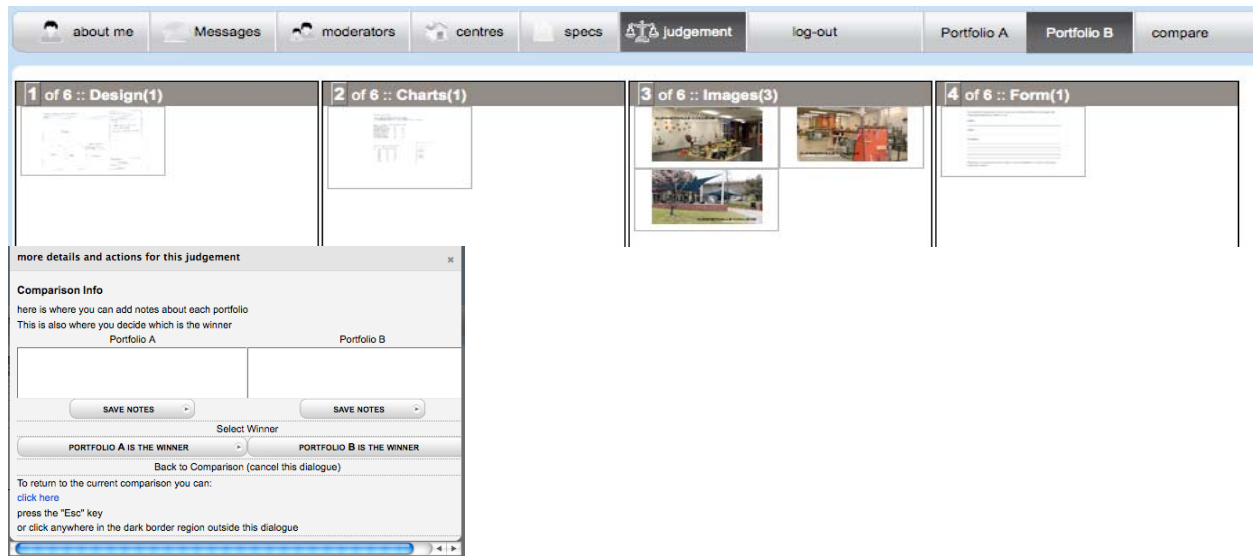 about me Messages moderators centres specs judgement log-out Portfolio A Portfolio B compare
1 of 6 :: Design(1) 2 of 6 :: Charts(1) 3 of 6 :: Images(3) 4 of 6 :: Form(1)
more details and actions for this judgement
Comparison Info
here is where you can add notes about each portfolio
This is also where you decide which is the winner
Portfolio A Portfolio B
SAVE NOTES SAVE NOTES
Select Winner
PORTFOLIO A IS THE WINNER PORTFOLIO B IS THE WINNER
Back to Comparison (cancel this dialogue)
To return to the current comparison you can:
click here
press the "Esc" key
or click anywhere in the dark border region outside this dialogue